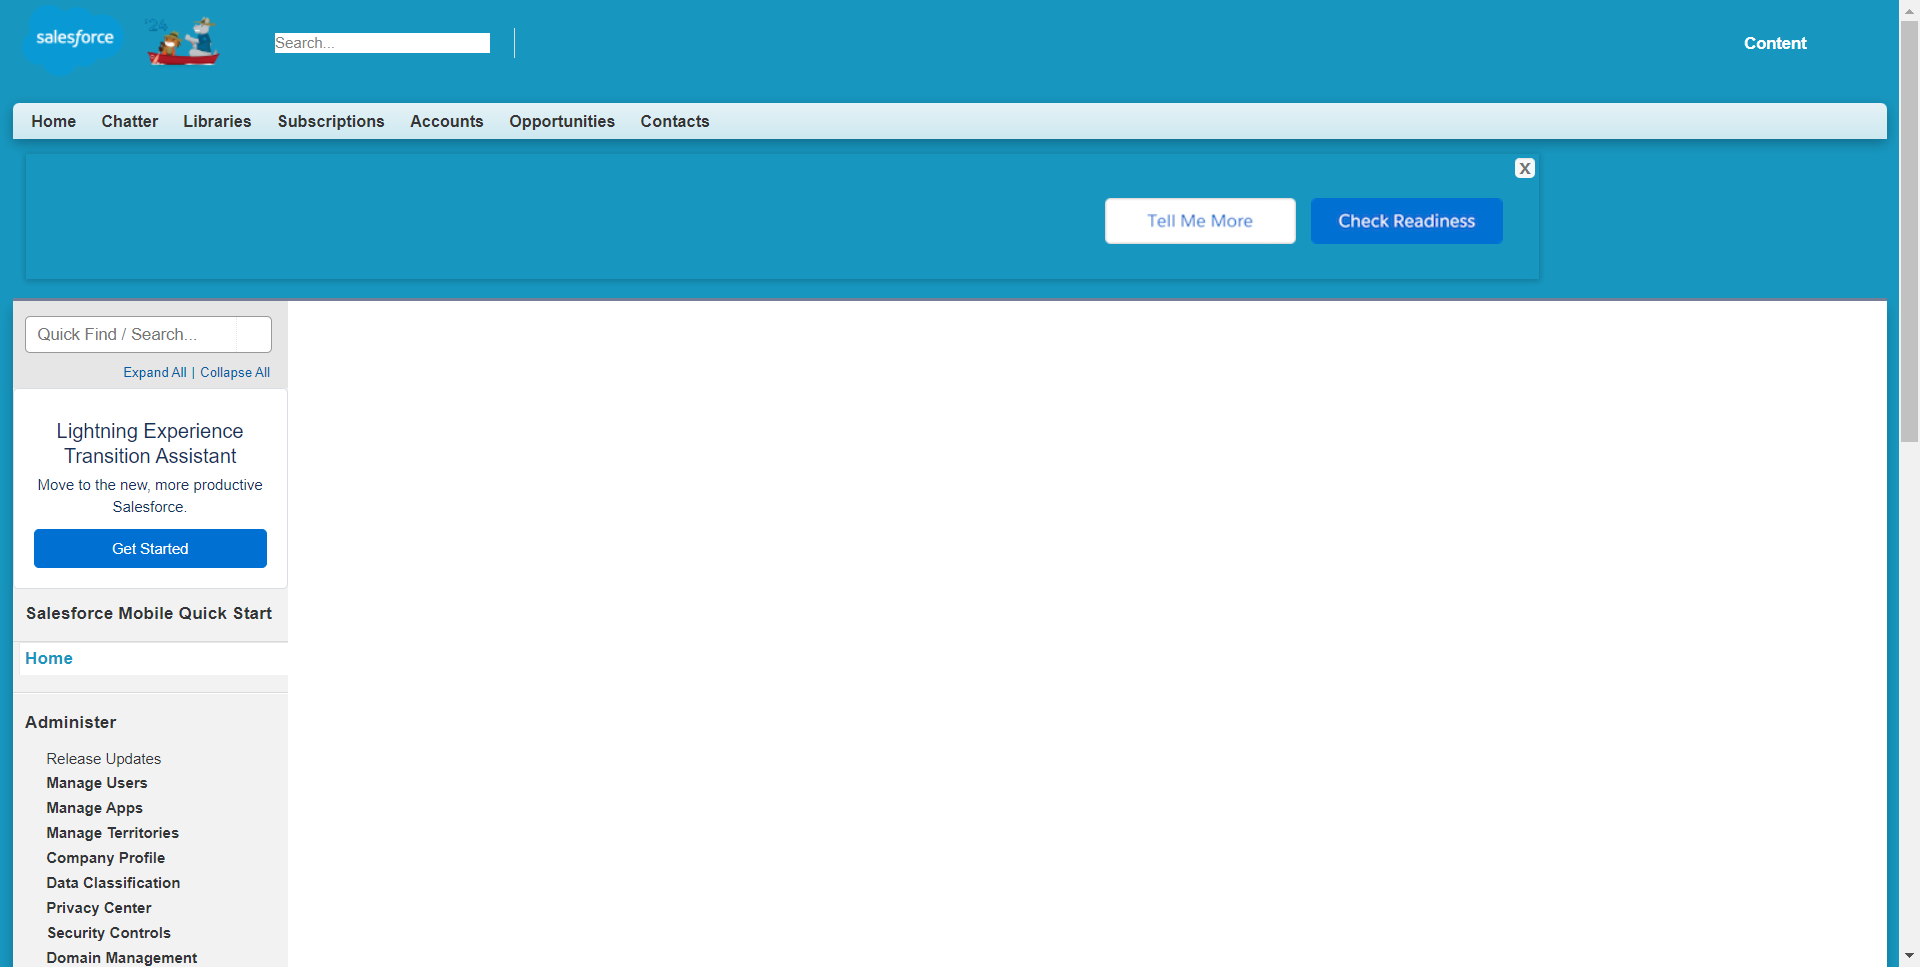 salesforce
'24
Search...
Content
Home Chatter Libraries Subscriptions Accounts Opportunities Contacts
X
Tell Me More Check Readiness
Quick Find / Search...
Expand All | Collapse All
Lightning Experience
Transition Assistant
Move to the new, more productive
Salesforce.
Get Started
Salesforce Mobile Quick Start
Home
Administer
Release Updates
Manage Users
Manage Apps
Manage Territories
Company Profile
Data Classification
Privacy Center
Security Controls
Domain Management